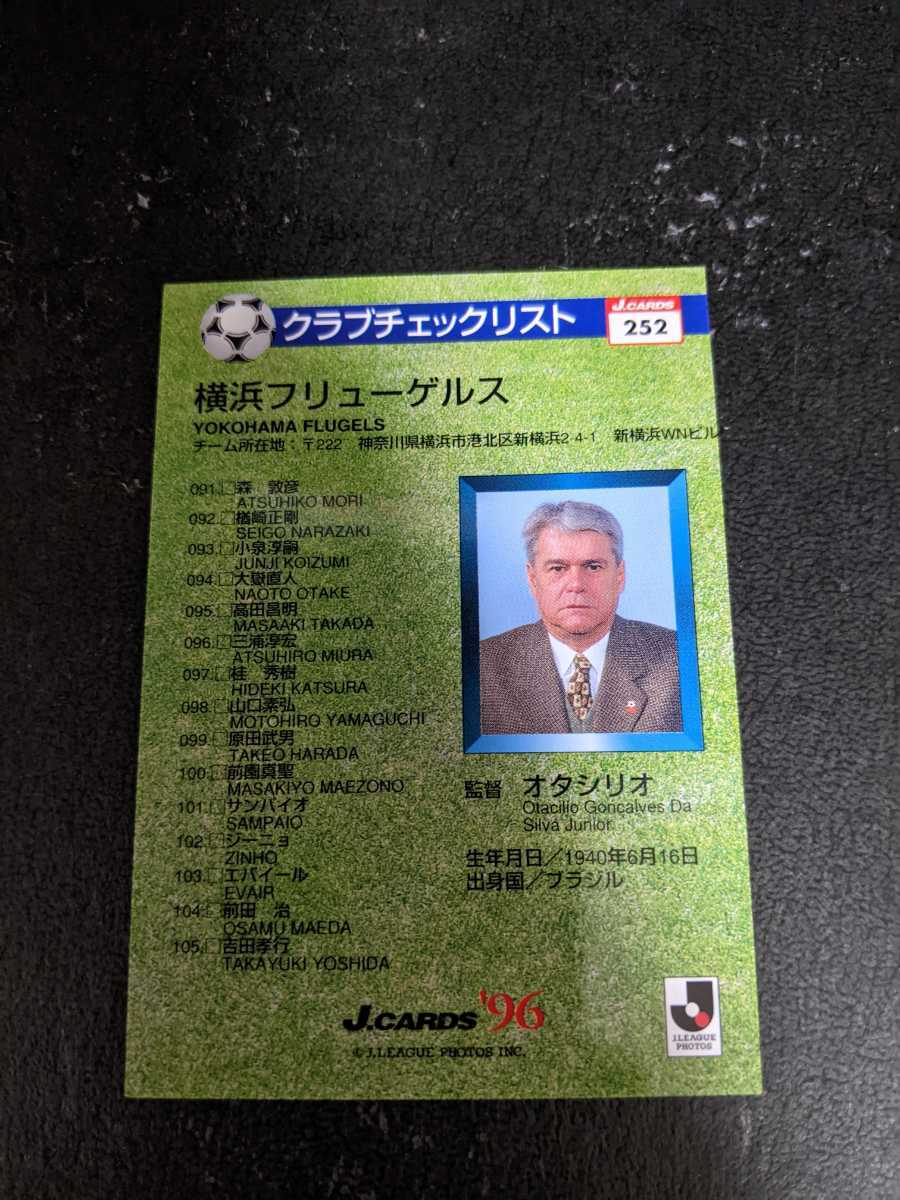 クラブチェックリスト
J.CARDS
252
横浜フリューゲルス
YOKOHAMA FLUGELS
チーム所在地：〒222 神奈川県横浜市港北区新横浜2-4-1 新横浜WNビル
091.□森 敦彦
ATSUHIKO MORI
092.□楢崎正剛
SEIGO NARAZAKI
093.□小泉淳嗣
JUNJI KOIZUMI
094.□大嶽直人
NAOTO OTAKE
095.□高田昌明
MASAAKI TAKADA
096.□三浦淳宏
ATSUHIRO MIURA
097.□桂 秀樹
HIDEKI KATSURA
098.□山口素弘
MOTOHIRO YAMAGUCHI
099.□原田武男
TAKEO HARADA
100.□前園真聖
MASAKIYO MAEZONO
101.□サンパイオ
SAMPAIO
102.□ジーニョ
ZINHO
103.□エバイール
EVAIR
104.□前田 治
OSAMU MAEDA
105.□吉田孝行
TAKAYUKI YOSHIDA
監督 オタシリオ
Otacilio Goncalves Da
Silva Junior
生年月日／1940年6月16日
出身国／ブラジル
J.CARDS '96
© J.LEAGUE PHOTOS INC.
J.LEAGUE
PHOTOS